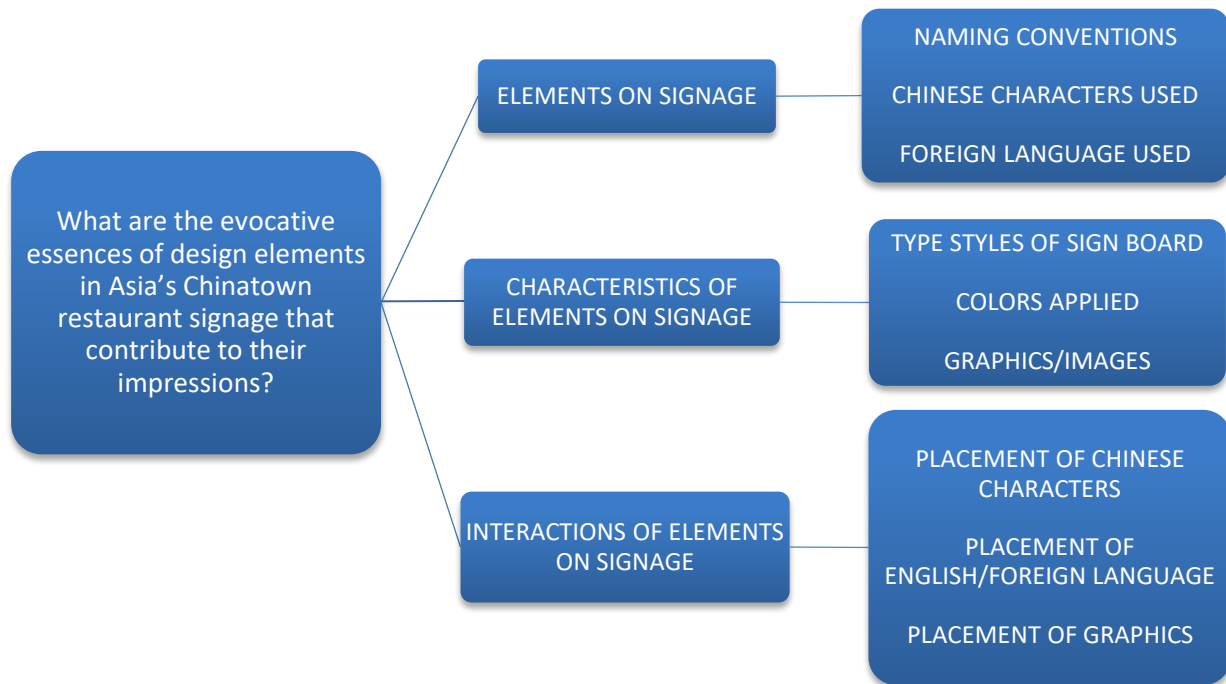 What are the evocative
essences of design elements
in Asia’s Chinatown
restaurant signage that
contribute to their
impressions?
ELEMENTS ON SIGNAGE
NAMING CONVENTIONS
CHINESE CHARACTERS USED
FOREIGN LANGUAGE USED
CHARACTERISTICS OF
ELEMENTS ON SIGNAGE
TYPE STYLES OF SIGN BOARD
COLORS APPLIED
GRAPHICS/IMAGES
INTERACTIONS OF ELEMENTS
ON SIGNAGE
PLACEMENT OF CHINESE
CHARACTERS
PLACEMENT OF
ENGLISH/FOREIGN LANGUAGE
PLACEMENT OF GRAPHICS